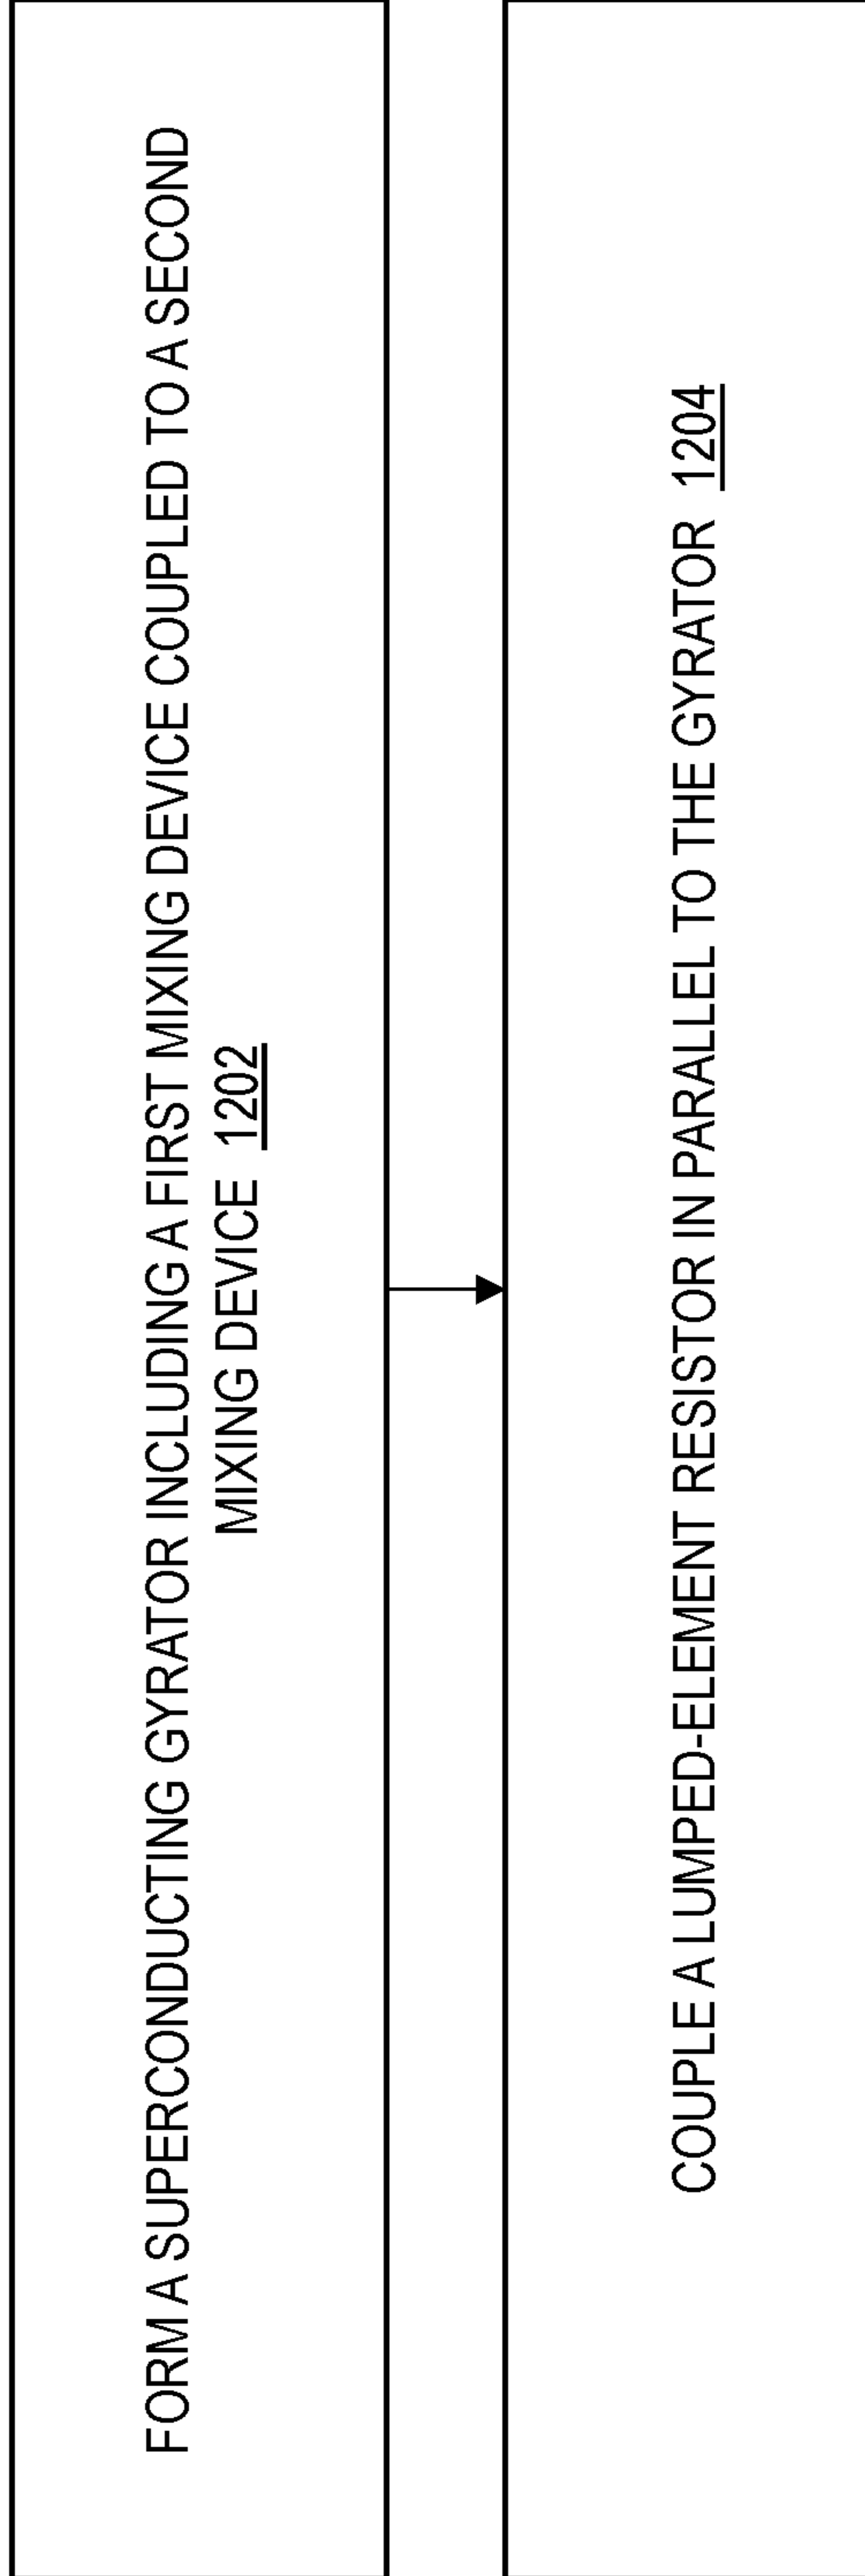 FORM A SUPERCONDUCTING GYRATOR INCLUDING A FIRST MIXING DEVICE COUPLED TO A SECOND
MIXING DEVICE 1202
COUPLE A LUMPED-ELEMENT RESISTOR IN PARALLEL TO THE GYRATOR 1204